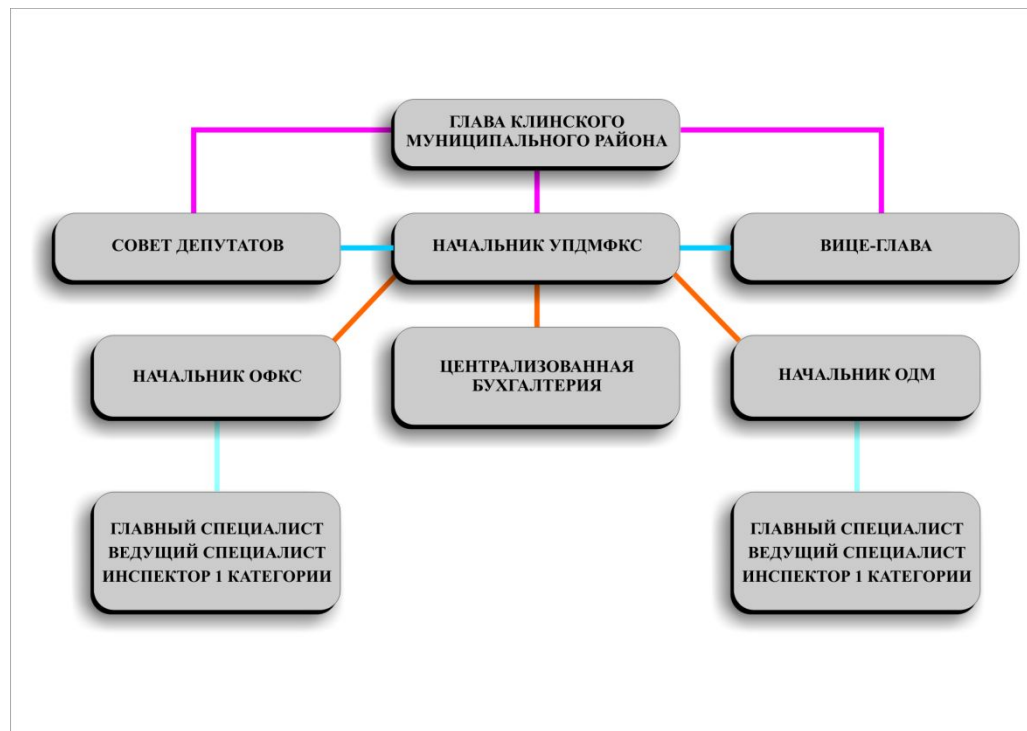 ГЛАВА КЛИНСКОГО
МУНИЦИПАЛЬНОГО РАЙОНА
СОВЕТ ДЕПУТАТОВ
НАЧАЛЬНИК УПДМФКС
ВИЦЕ-ГЛАВА
НАЧАЛЬНИК ОФКС
ЦЕНТРАЛИЗОВАННАЯ
БУХГАЛТЕРИЯ
НАЧАЛЬНИК ОДМ
ГЛАВНЫЙ СПЕЦИАЛИСТ
ВЕДУЩИЙ СПЕЦИАЛИСТ
ИНСПЕКТОР 1 КАТЕГОРИИ
ГЛАВНЫЙ СПЕЦИАЛИСТ
ВЕДУЩИЙ СПЕЦИАЛИСТ
ИНСПЕКТОР 1 КАТЕГОРИИ